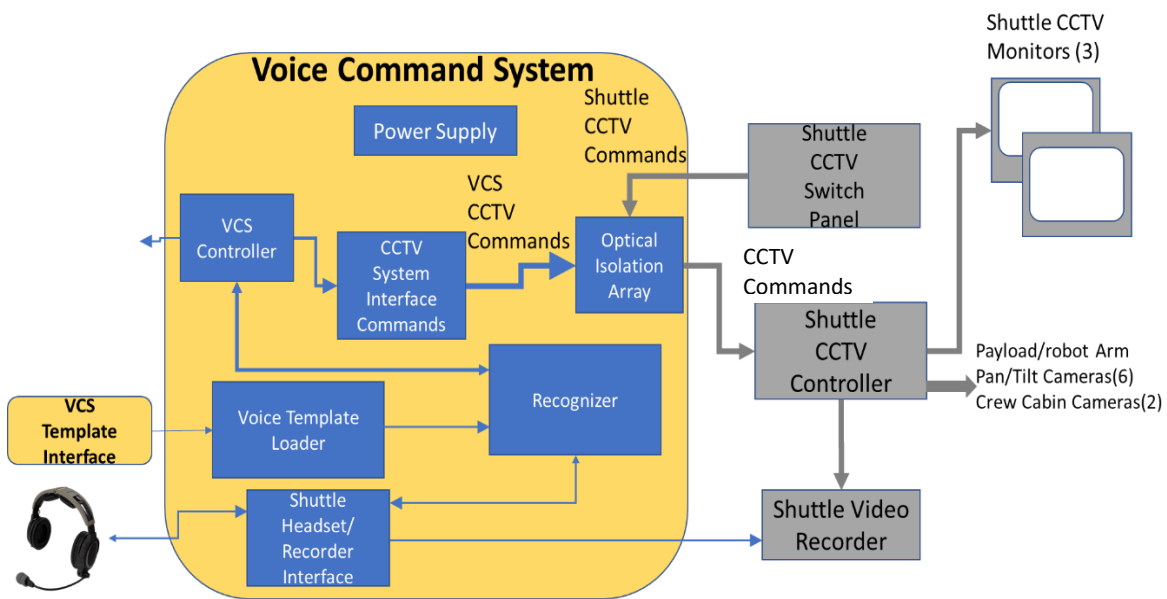 Shuttle CCTV
Monitors (3)
Voice Command System
Shuttle
CCTV
Commands
Power Supply
Shuttle
CCTV
Switch
Panel
VCS
CCTV
Commands
VCS
Controller
CCTV
System
Interface
Commands
Optical
Isolation
Array
CCTV
Commands
Shuttle
CCTV
Controller
Payload/robot Arm
Pan/Tilt Cameras(6)
Crew Cabin Cameras(2)
Recognizer
VCS
Template
Interface
Voice Template
Loader
Shuttle
Headset/
Recorder
Interface
Shuttle Video
Recorder